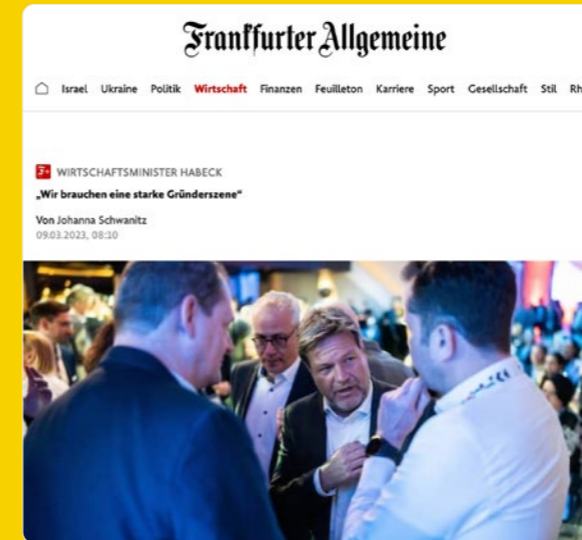 Frankfurter Allgemeine
Israel Ukraine Politik Wirtschaft Finanzen Feuilleton Karriere Sport Gesellschaft Stil Rh
F+ WIRTSCHAFTSMINISTER HABECK
„Wir brauchen eine starke Gründerszene“
Von Johanna Schwanitz
09.03.2023, 08:10